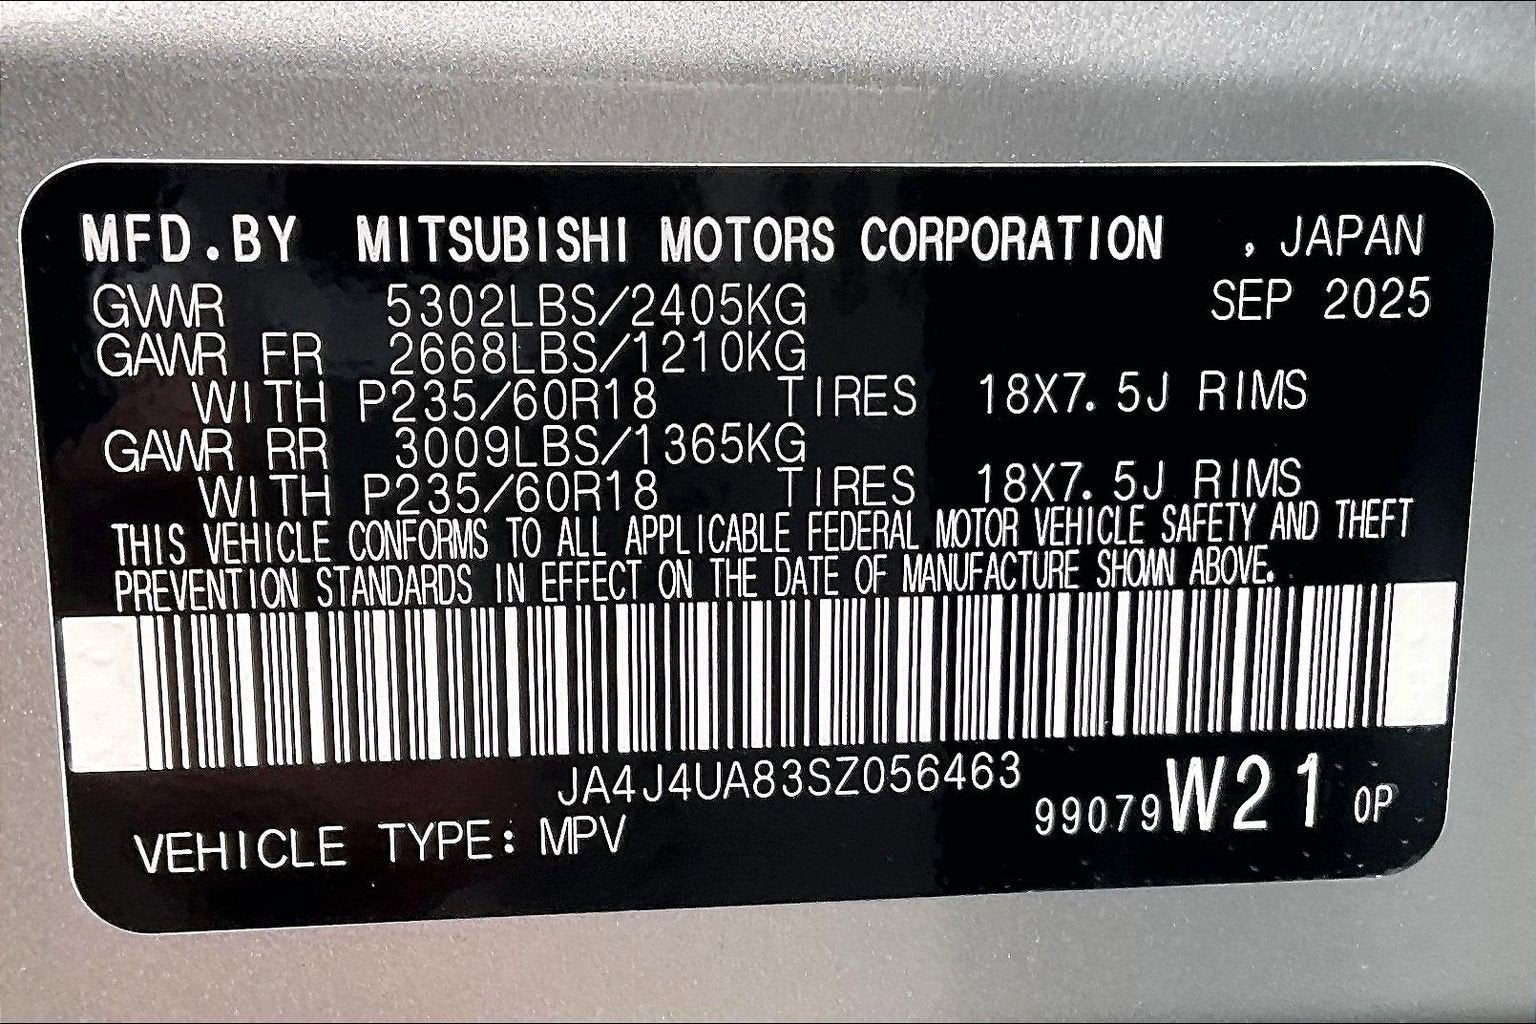 MFD.BY MITSUBISHI MOTORS CORPORATION , JAPAN
GVWR 5302LBS/2405KG SEP 2025
GAWR FR 2668LBS/1210KG
WITH P235/60R18 TIRES 18X7.5J RIMS
GAWR RR 3009LBS/1365KG
WITH P235/60R18 TIRES 18X7.5J RIMS
THIS VEHICLE CONFORMS TO ALL APPLICABLE FEDERAL MOTOR VEHICLE SAFETY AND THEFT
PREVENTION STANDARDS IN EFFECT ON THE DATE OF MANUFACTURE SHOWN ABOVE.
JA4J4UA83SZ056463
99079W21 0P
VEHICLE TYPE: MPV